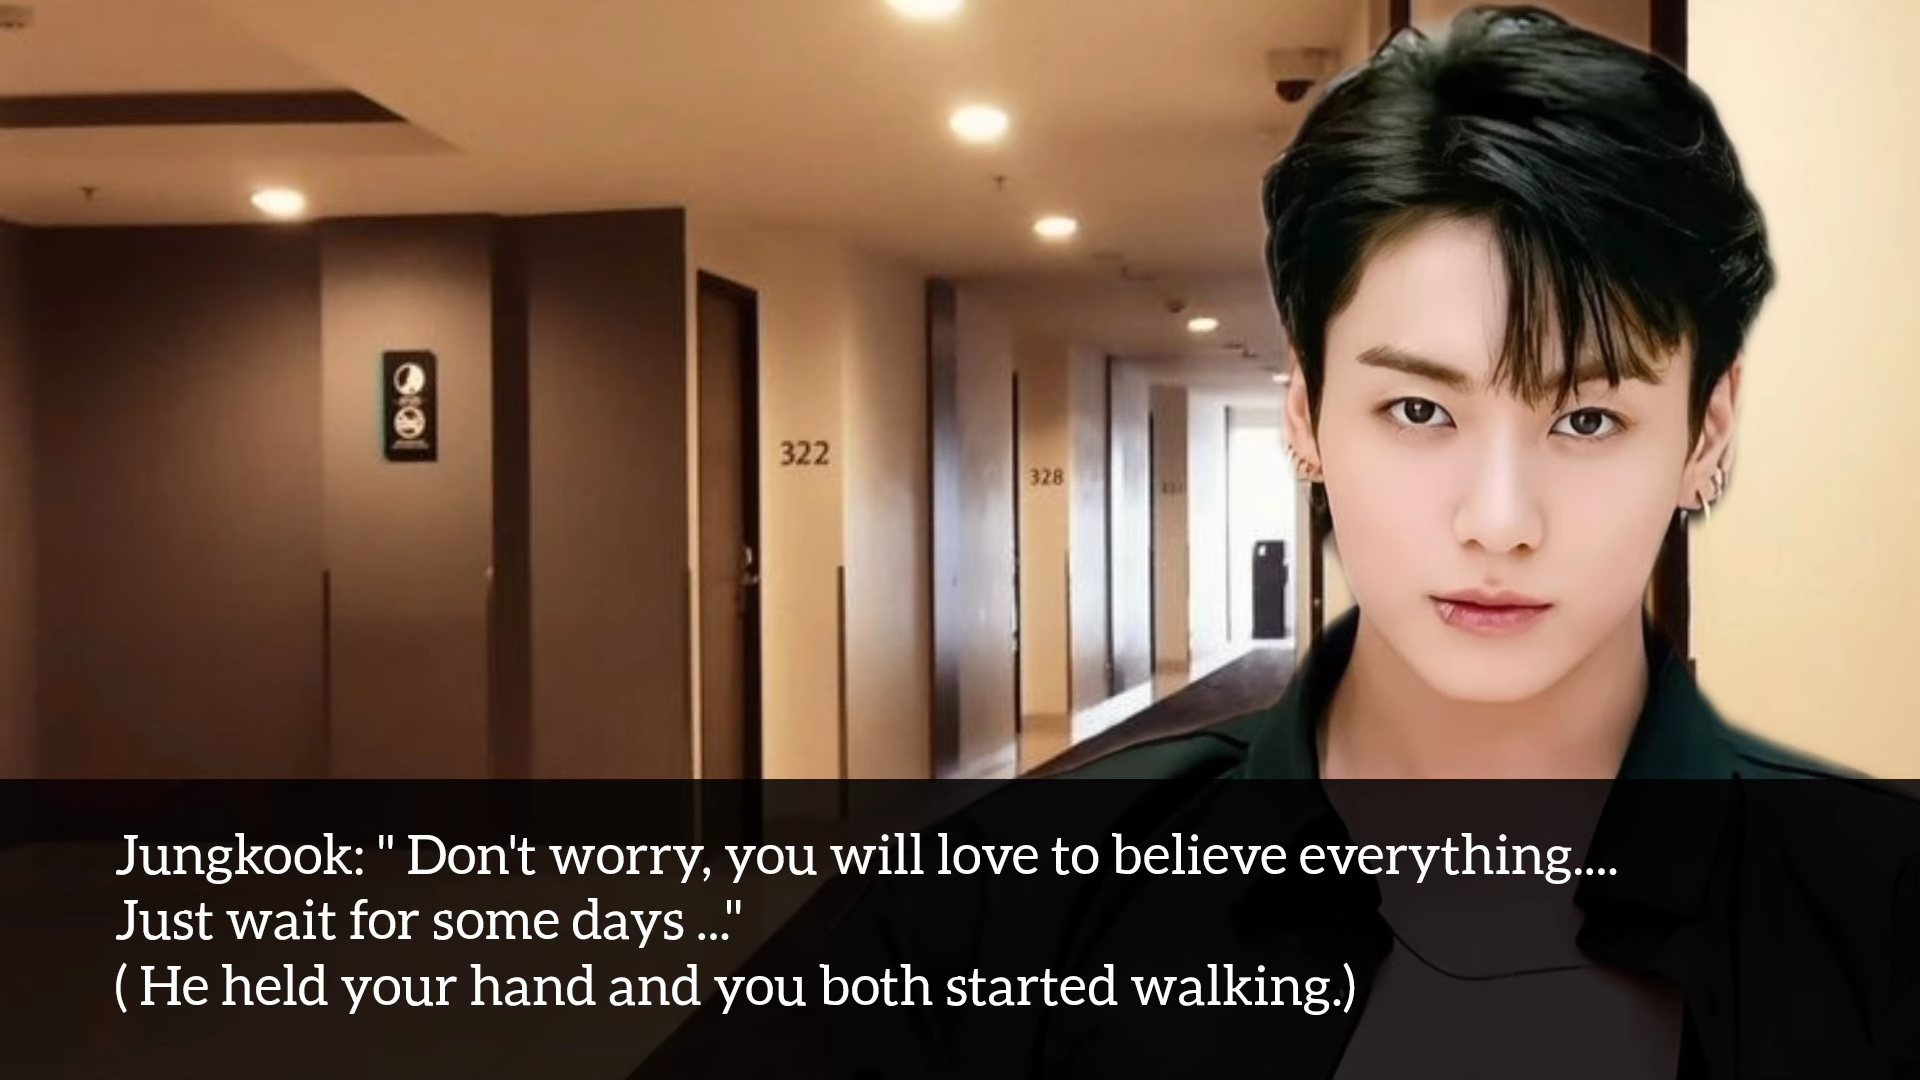 322
328
Jungkook: " Don't worry, you will love to believe everything....
Just wait for some days ..."
( He held your hand and you both started walking.)